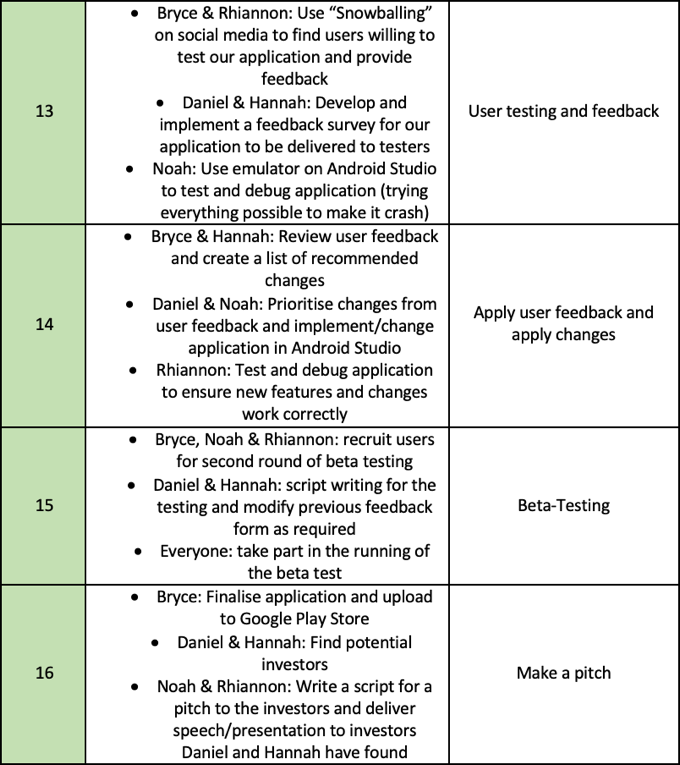 13
• Bryce & Rhiannon: Use “Snowballing”
on social media to find users willing to
test our application and provide
feedback
• Daniel & Hannah: Develop and
implement a feedback survey for our
application to be delivered to testers
• Noah: Use emulator on Android Studio
to test and debug application (trying
everything possible to make it crash)
User testing and feedback
14
• Bryce & Hannah: Review user feedback
and create a list of recommended
changes
• Daniel & Noah: Prioritise changes from
user feedback and implement/change
application in Android Studio
• Rhiannon: Test and debug application
to ensure new features and changes
work correctly
Apply user feedback and
apply changes
15
• Bryce, Noah & Rhiannon: recruit users
for second round of beta testing
• Daniel & Hannah: script writing for the
testing and modify previous feedback
form as required
• Everyone: take part in the running of
the beta test
Beta-Testing
16
• Bryce: Finalise application and upload
to Google Play Store
• Daniel & Hannah: Find potential
investors
• Noah & Rhiannon: Write a script for a
pitch to the investors and deliver
speech/presentation to investors
Daniel and Hannah have found
Make a pitch